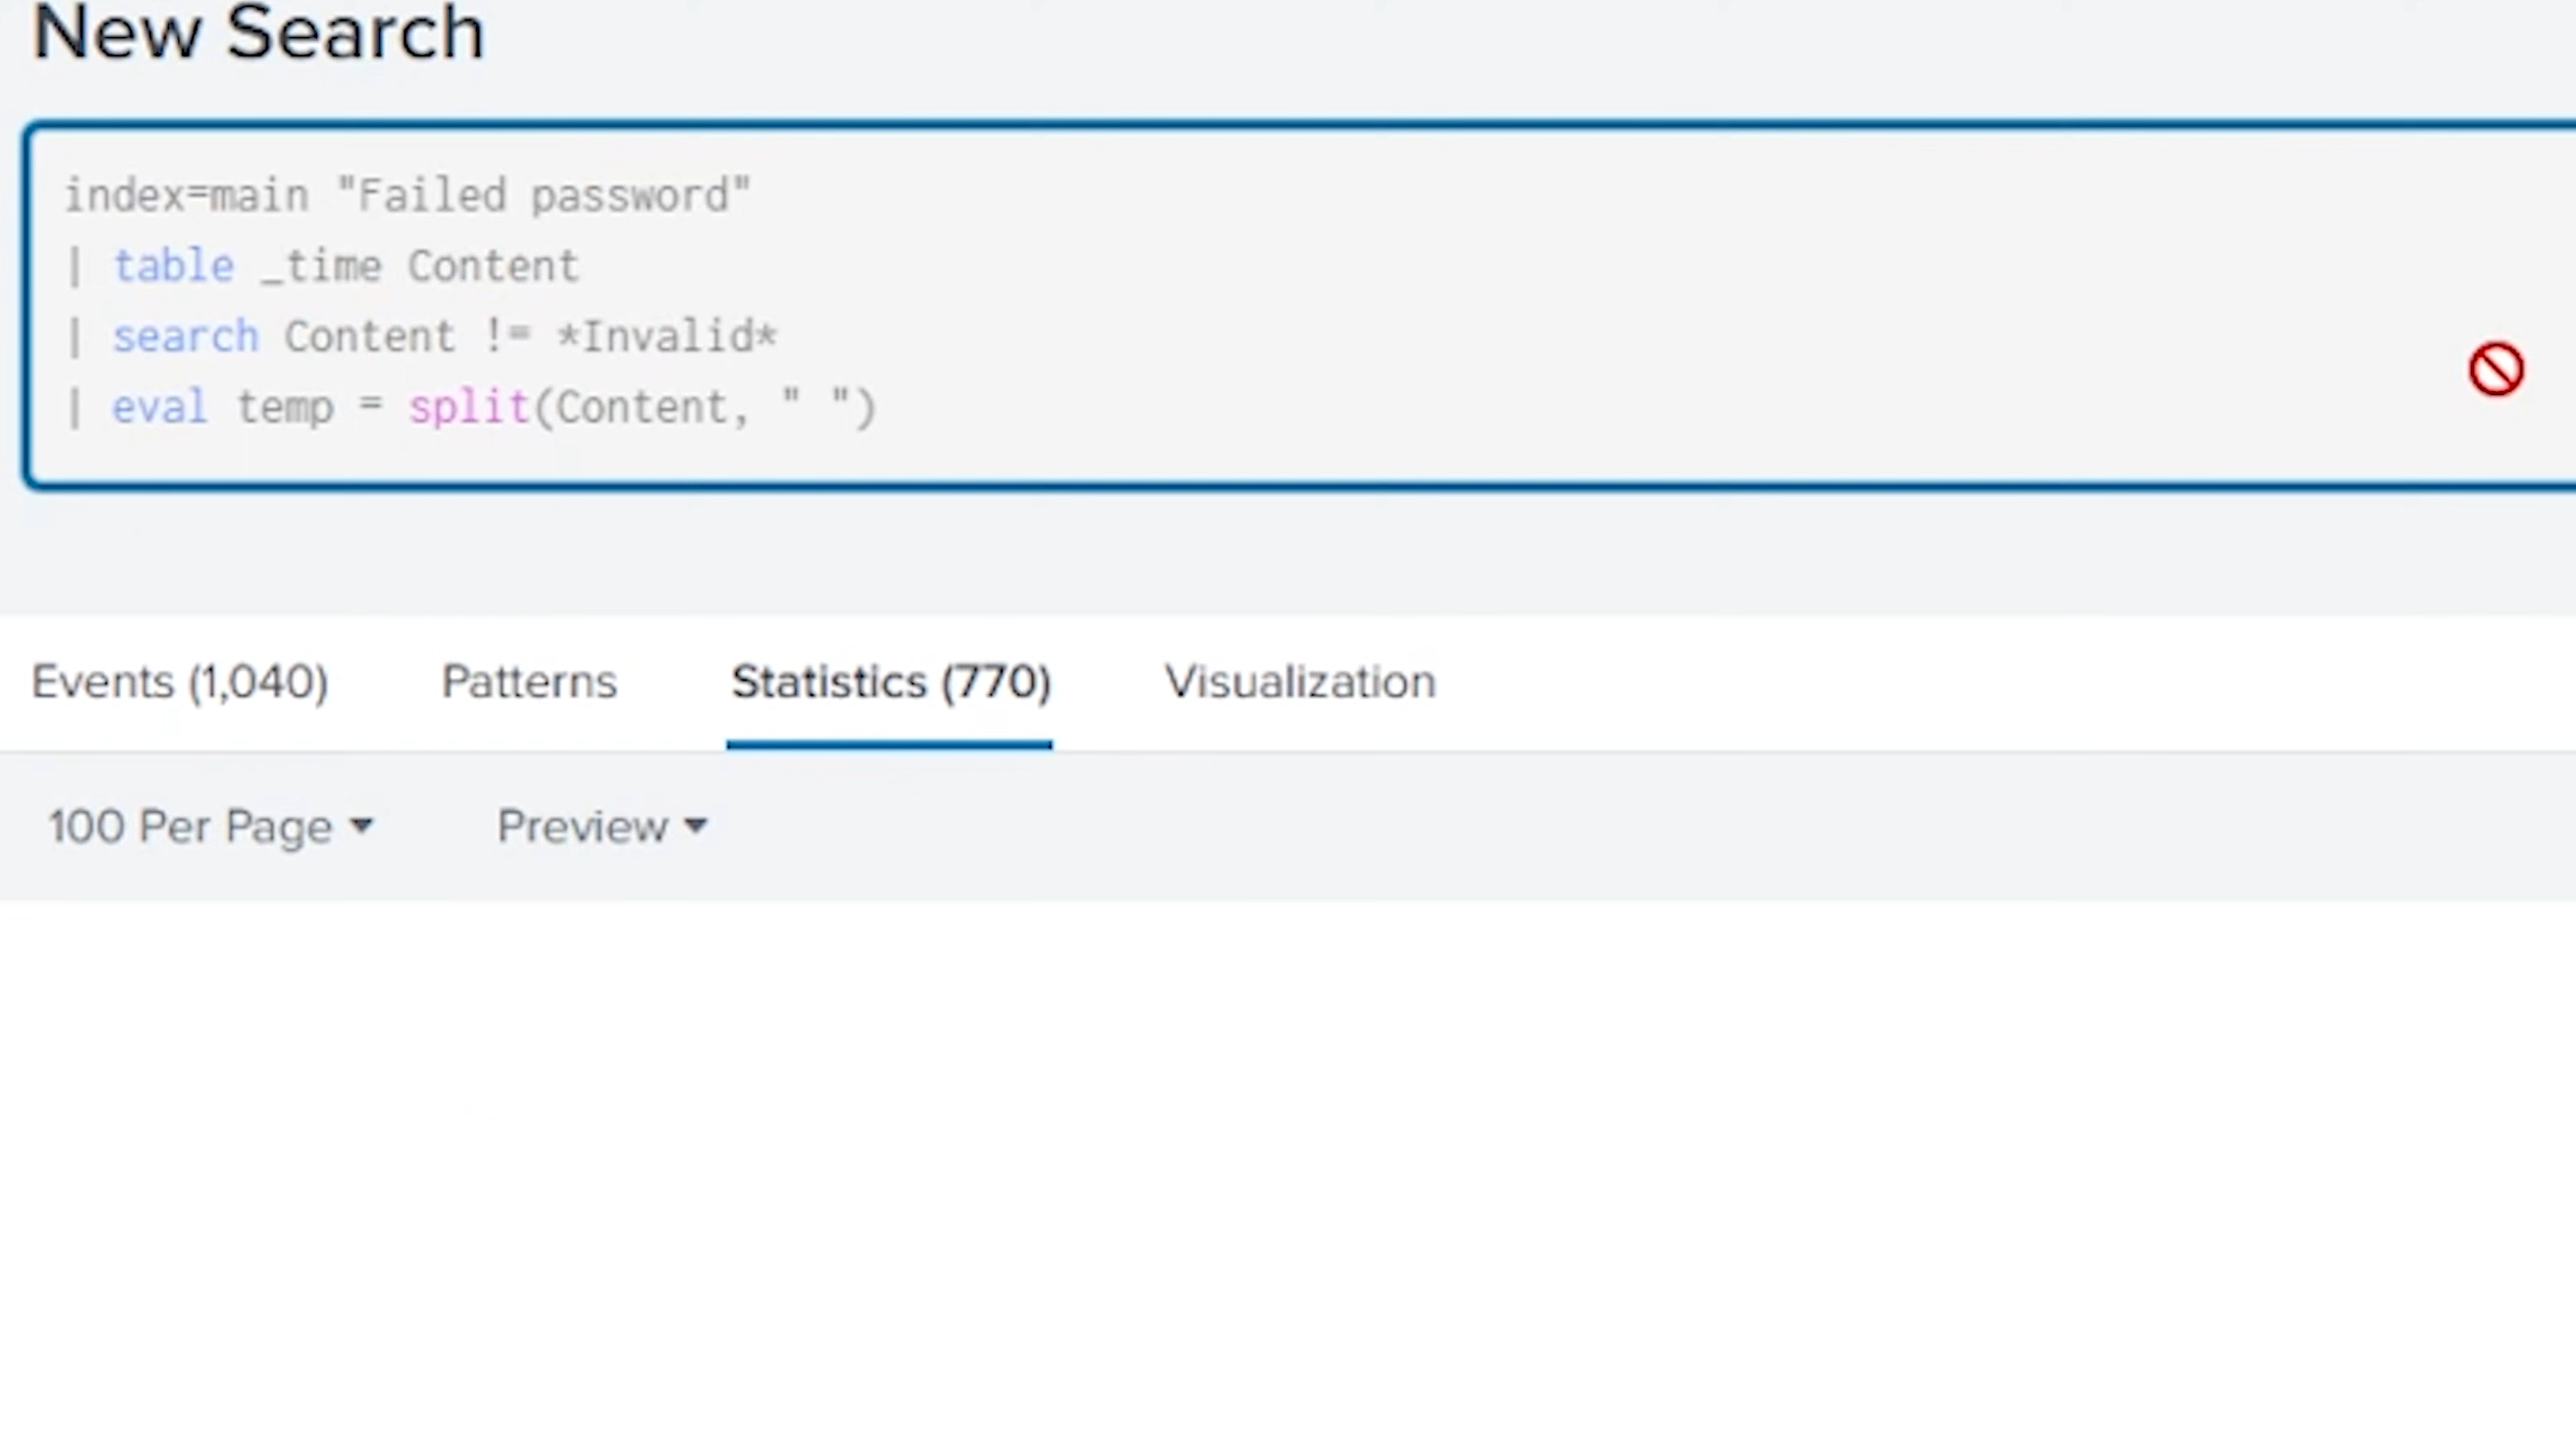 New Search
index=main "Failed password"
| table _time Content
| search Content != *Invalid*
| eval temp = split(Content, " ")
Events (1,040) Patterns Statistics (770) Visualization
100 Per Page Preview